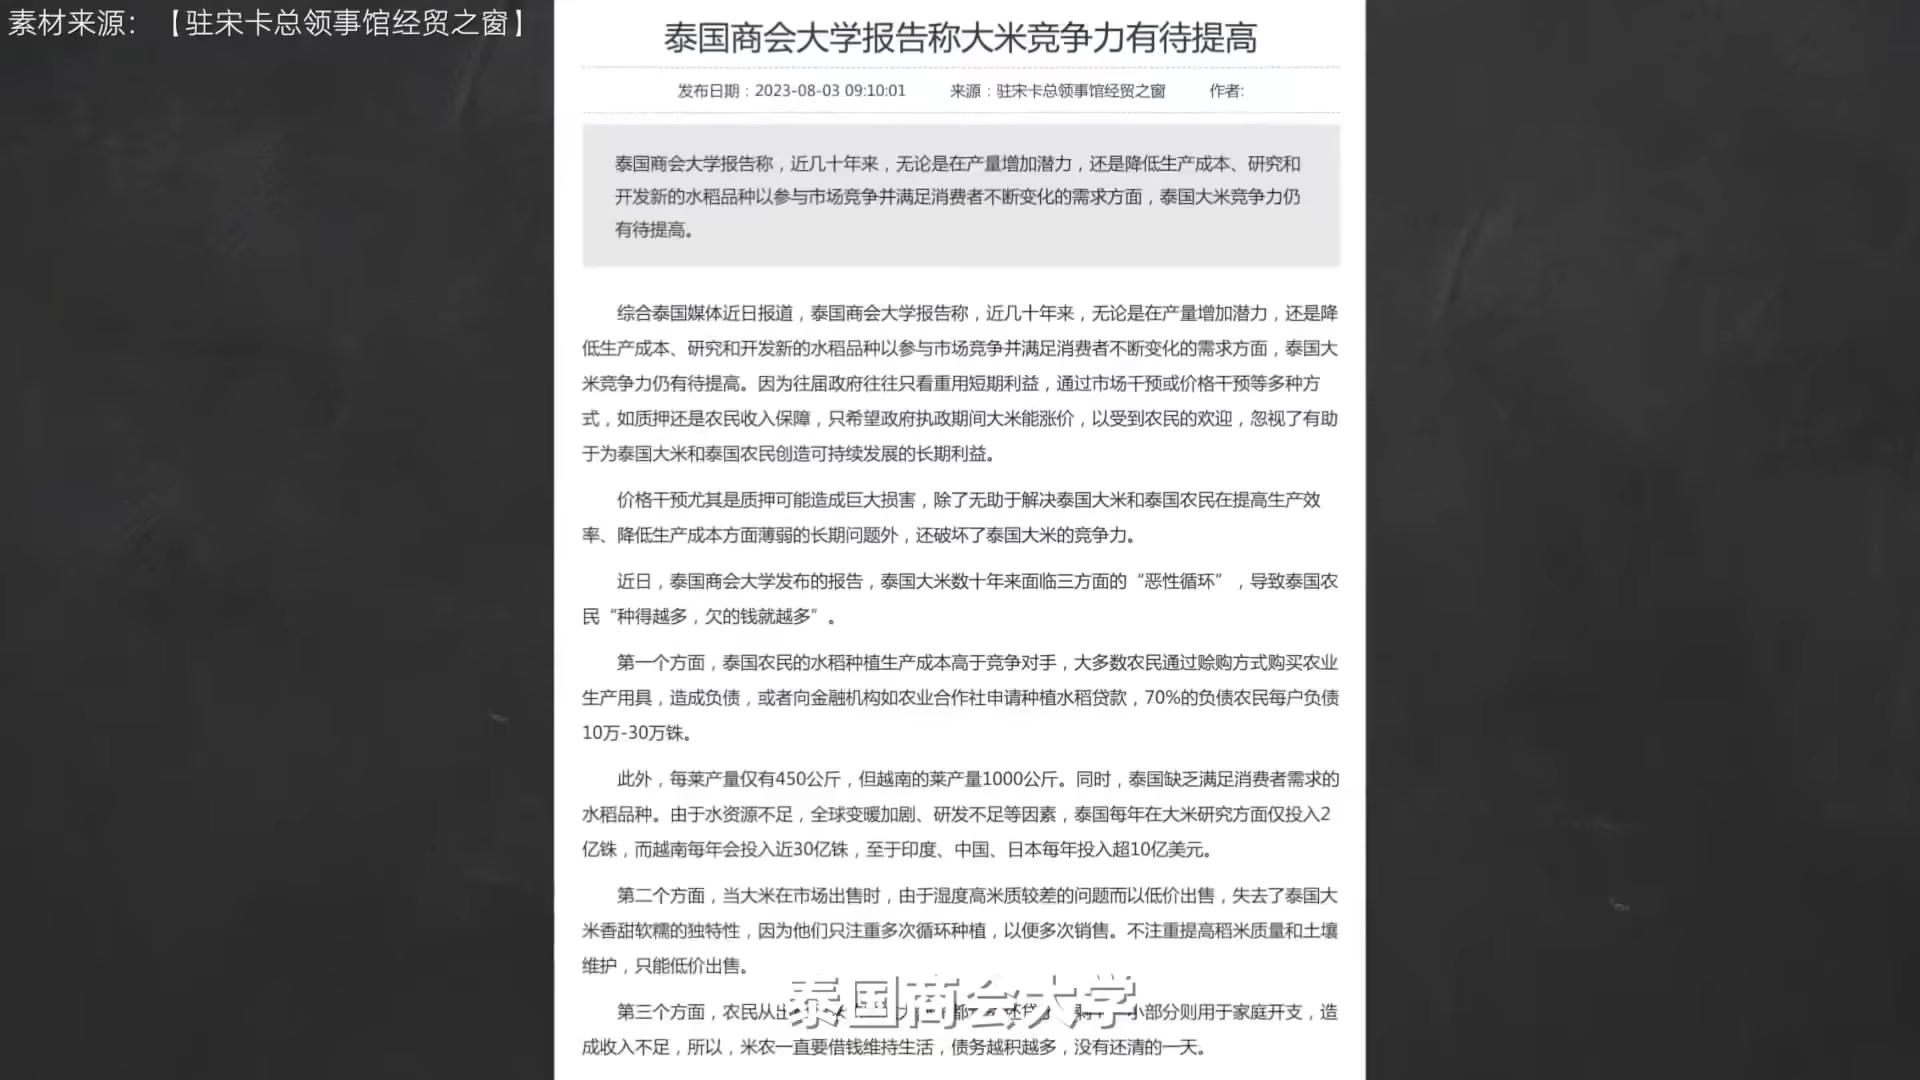 素材来源：【驻宋卡总领事馆经贸之窗】
泰国商会大学报告称大米竞争力有待提高
发布日期：2023-08-03 09:10:01 来源：驻宋卡总领事馆经贸之窗 作者:
泰国商会大学报告称，近几十年来，无论是在产量增加潜力，还是降低生产成本、研究和
开发新的水稻品种以参与市场竞争并满足消费者不断变化的需求方面，泰国大米竞争力仍
有待提高。
综合泰国媒体近日报道，泰国商会大学报告称，近几十年来，无论是在产量增加潜力，还是降
低生产成本、研究和开发新的水稻品种以参与市场竞争并满足消费者不断变化的需求方面，泰国大
米竞争力仍有待提高。因为往届政府往往只看重用短期利益，通过市场干预或价格干预等多种方
式，如质押还是农民收入保障，只希望政府执政期间大米能涨价，以受到农民的欢迎，忽视了有助
于为泰国大米和泰国农民创造可持续发展的长期利益。
价格干预尤其是质押可能造成巨大损害，除了无助于解决泰国大米和泰国农民在提高生产效
率、降低生产成本方面薄弱的长期问题外，还破坏了泰国大米的竞争力。
近日，泰国商会大学发布的报告，泰国大米数十年来面临三方面的“恶性循环”，导致泰国农
民“种得越多，欠的钱就越多”。
第一个方面，泰国农民的水稻种植生产成本高于竞争对手，大多数农民通过赊购方式购买农业
生产用具，造成负债，或者向金融机构如农业合作社申请种植水稻贷款，70%的负债农民每户负债
10万-30万铢。
此外，每莱产量仅有450公斤，但越南的莱产量1000公斤。同时，泰国缺乏满足消费者需求的
水稻品种。由于水资源不足，全球变暖加剧、研发不足等因素，泰国每年在大米研究方面仅投入2
亿铢，而越南每年会投入近30亿铢，至于印度、中国、日本每年投入超10亿美元。
第二个方面，当大米在市场出售时，由于湿度高米质较差的问题而以低价出售，失去了泰国大
米香甜软糯的独特性，因为他们只注重多次循环种植，以便多次销售。不注重提高稻米质量和土壤
维护，只能低价出售。
泰国商会大学
第三个方面，农民从出 小部分则用于家庭开支，造
成收入不足，所以，米农一直要借钱维持生活，债务越积越多，没有还清的一天。